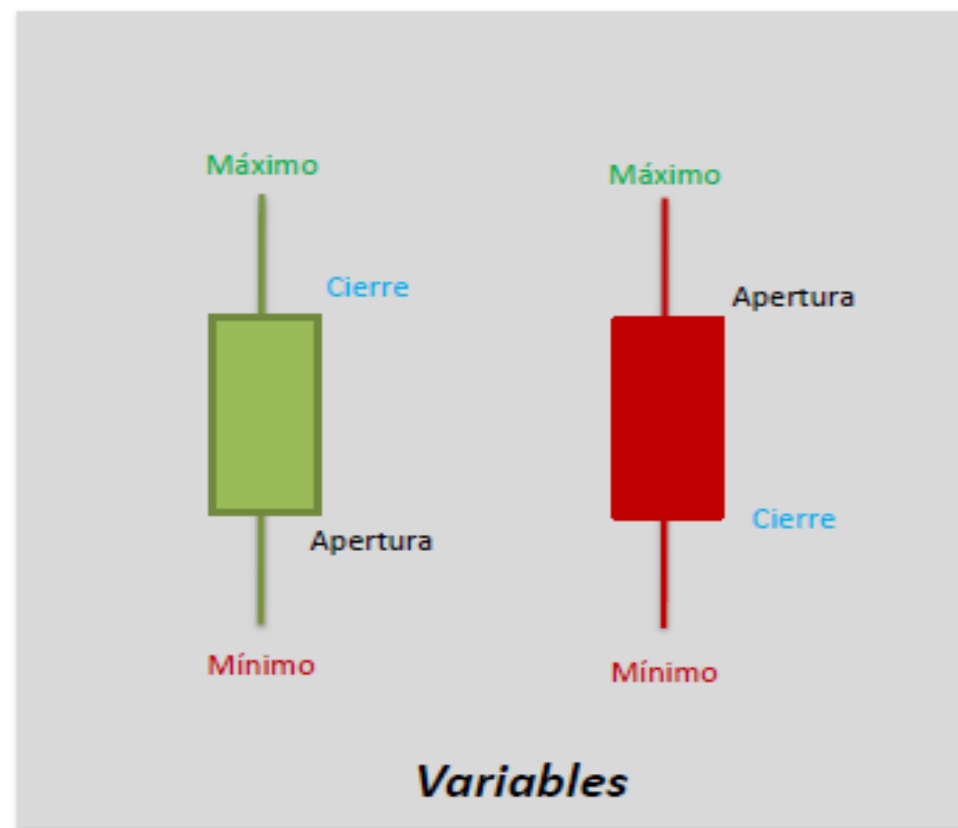 Máximo
Máximo
Cierre
Apertura
Cierre
Apertura
Mínimo
Mínimo
Variables